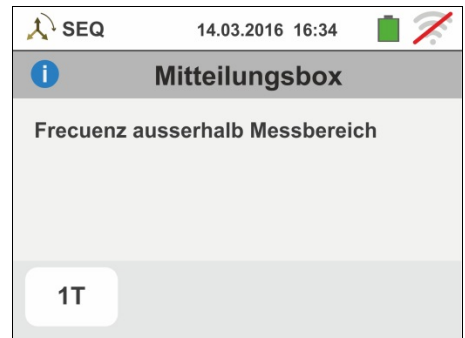 SEQ 14.03.2016 16:34
Mitteilungsbox
Frecuenz ausserhalb Messbereich
1T